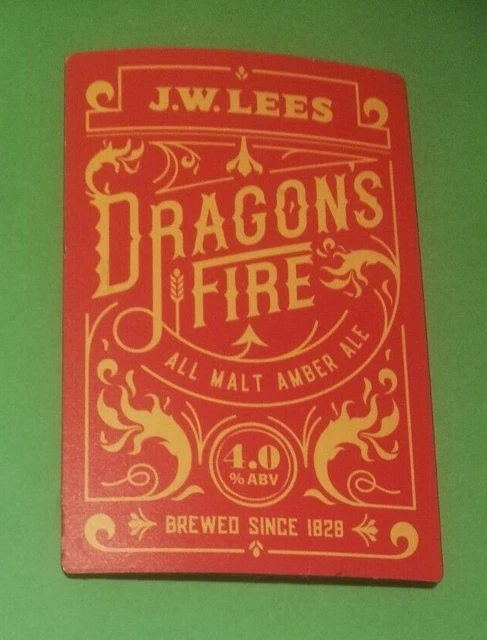 J.W. LEES
DRAGONS
FIRE
ALL MALT AMBER ALE
4.0
% ABV
BREWED SINCE 1828